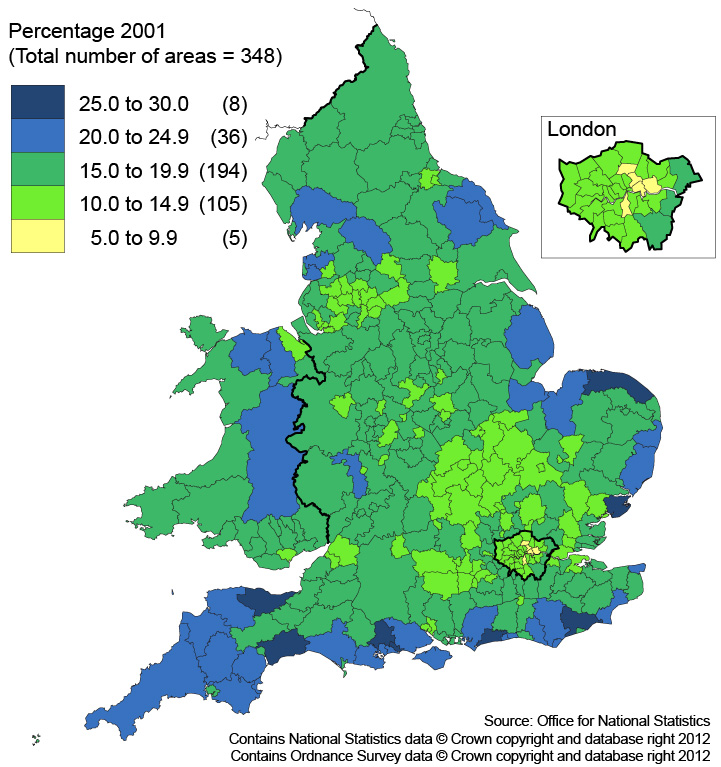 Percentage 2001
(Total number of areas = 348)
25.0 to 30.0 (8)
20.0 to 24.9 (36)
15.0 to 19.9 (194)
10.0 to 14.9 (105)
5.0 to 9.9 (5)
London
Source: Office for National Statistics
Contains National Statistics data © Crown copyright and database right 2012
Contains Ordnance Survey data © Crown copyright and database right 2012